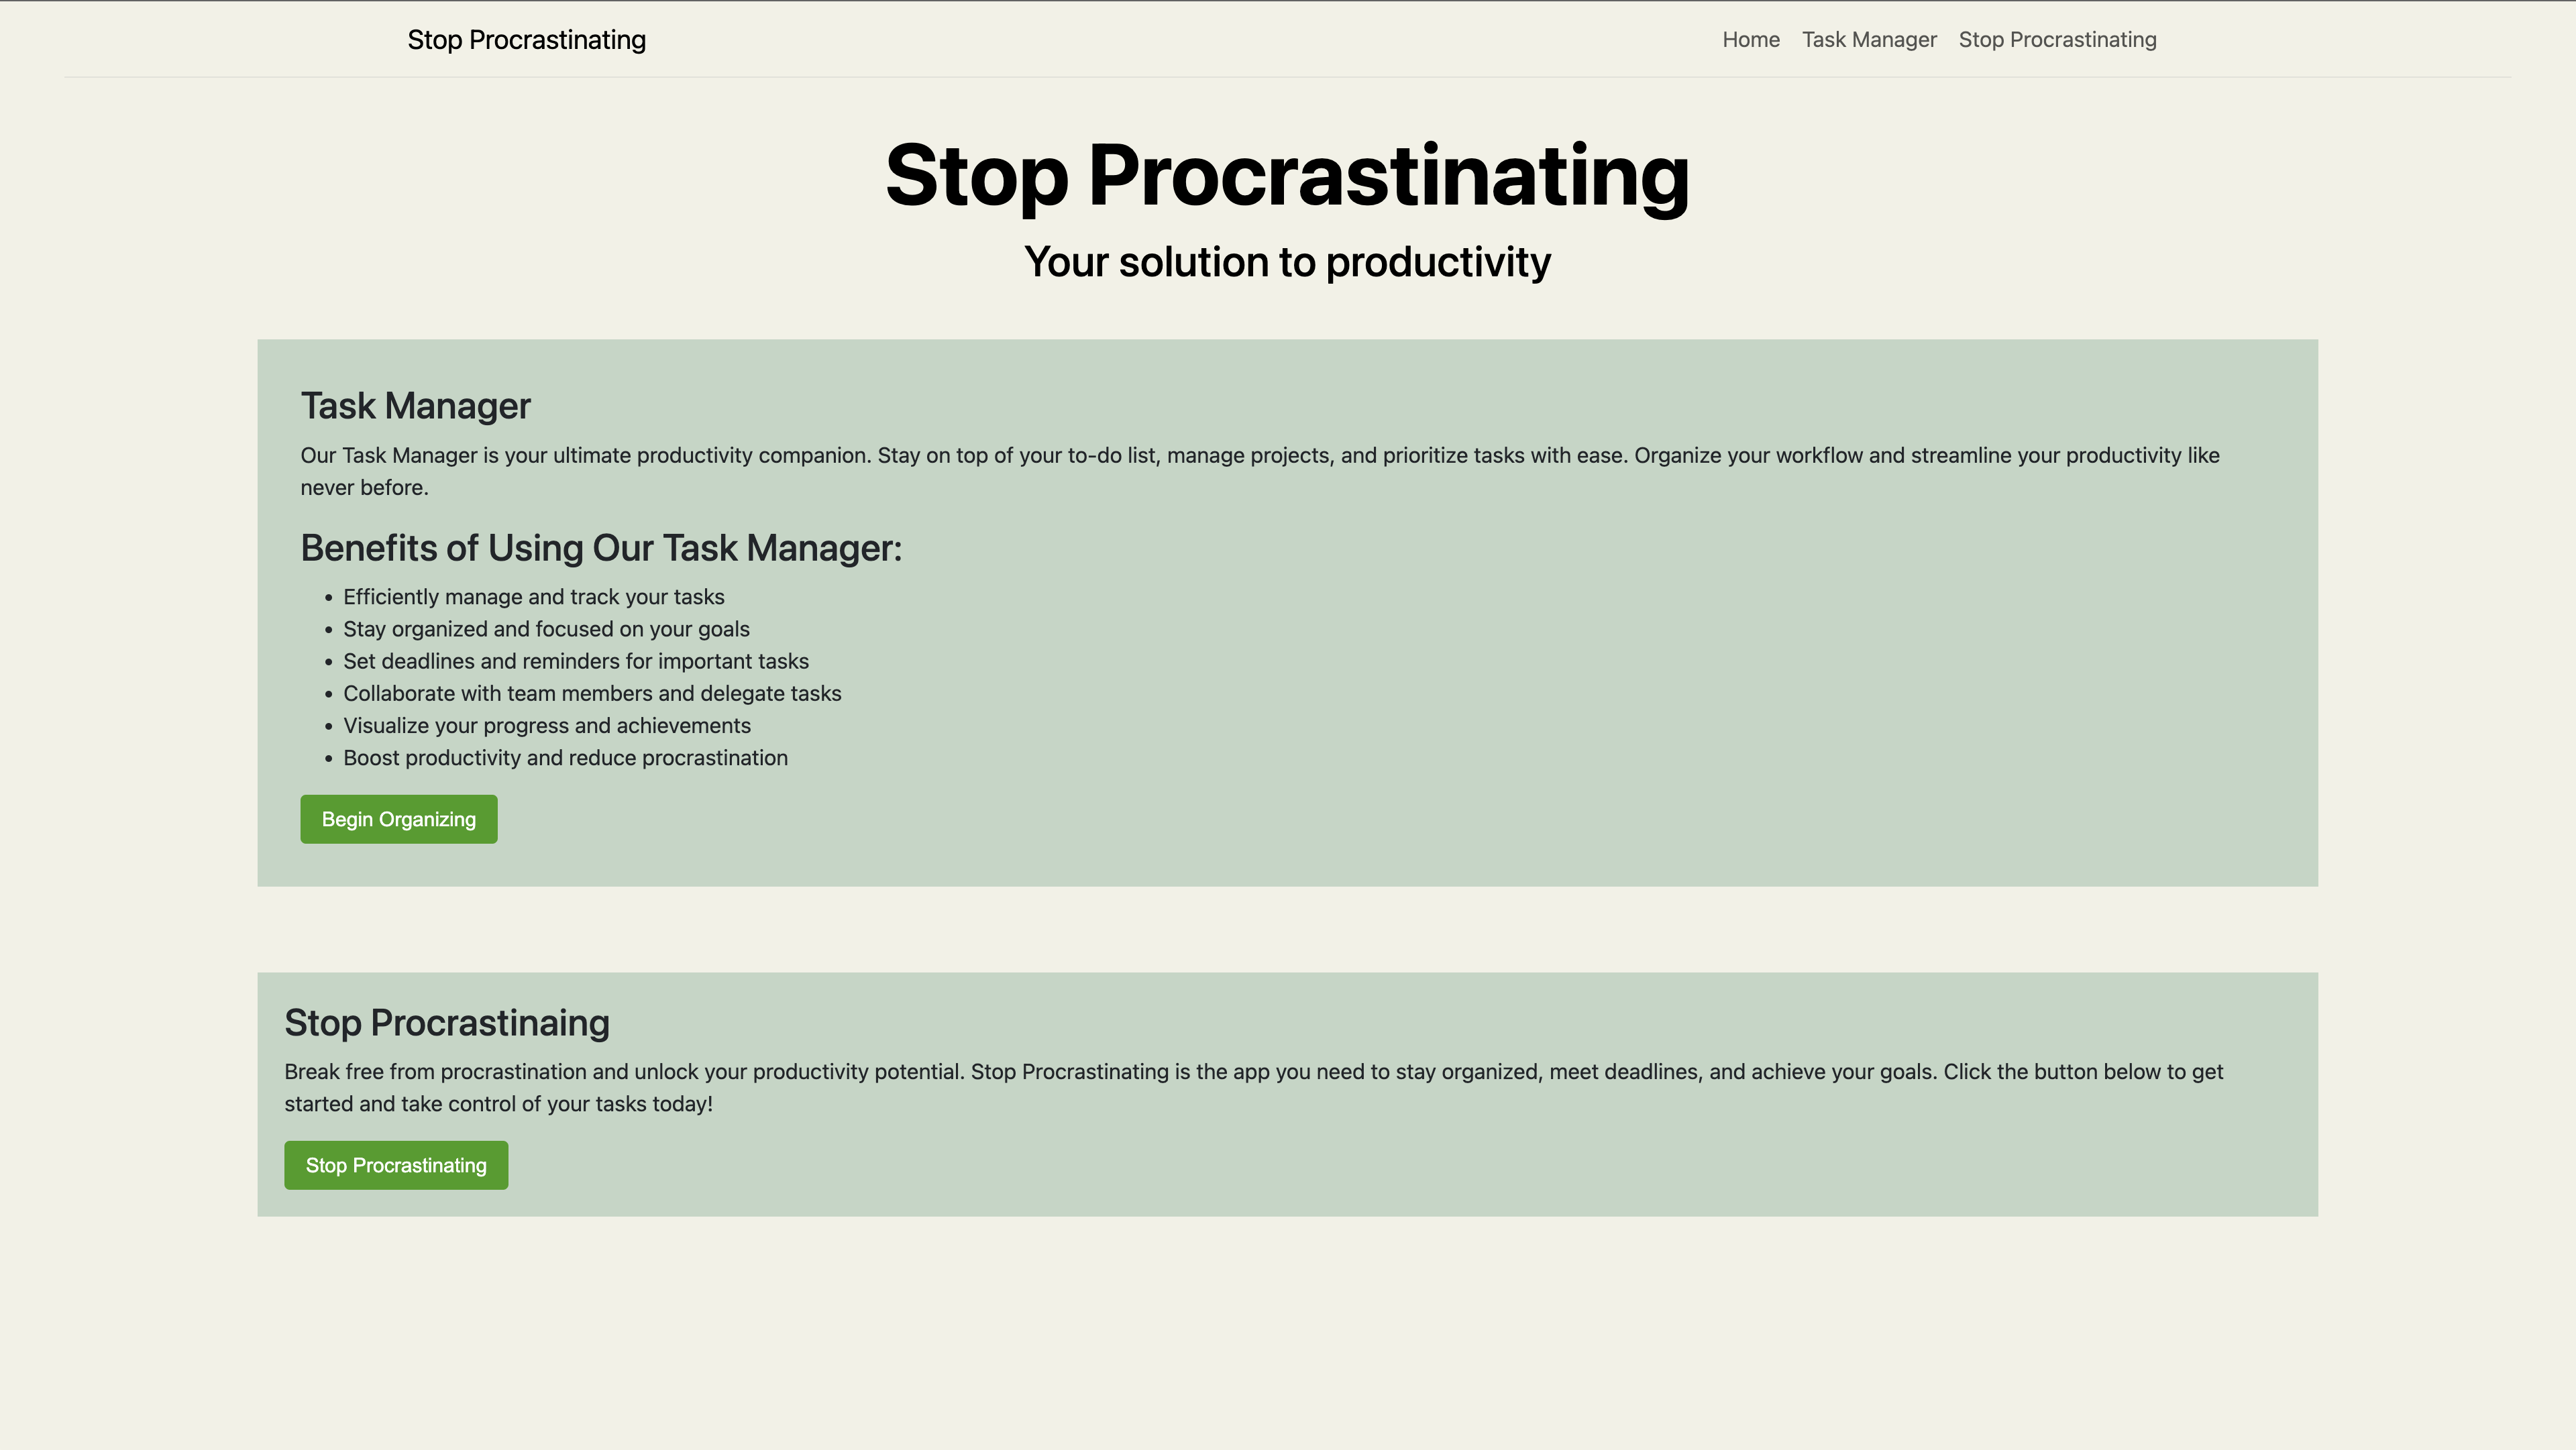 Stop Procrastinating
Home Task Manager Stop Procrastinating
Stop Procrastinating
Your solution to productivity
Task Manager
Our Task Manager is your ultimate productivity companion. Stay on top of your to-do list, manage projects, and prioritize tasks with ease. Organize your workflow and streamline your productivity like
never before.
Benefits of Using Our Task Manager:
• Efficiently manage and track your tasks
• Stay organized and focused on your goals
• Set deadlines and reminders for important tasks
• Collaborate with team members and delegate tasks
• Visualize your progress and achievements
• Boost productivity and reduce procrastination
Begin Organizing
Stop Procrastinaing
Break free from procrastination and unlock your productivity potential. Stop Procrastinating is the app you need to stay organized, meet deadlines, and achieve your goals. Click the button below to get
started and take control of your tasks today!
Stop Procrastinating